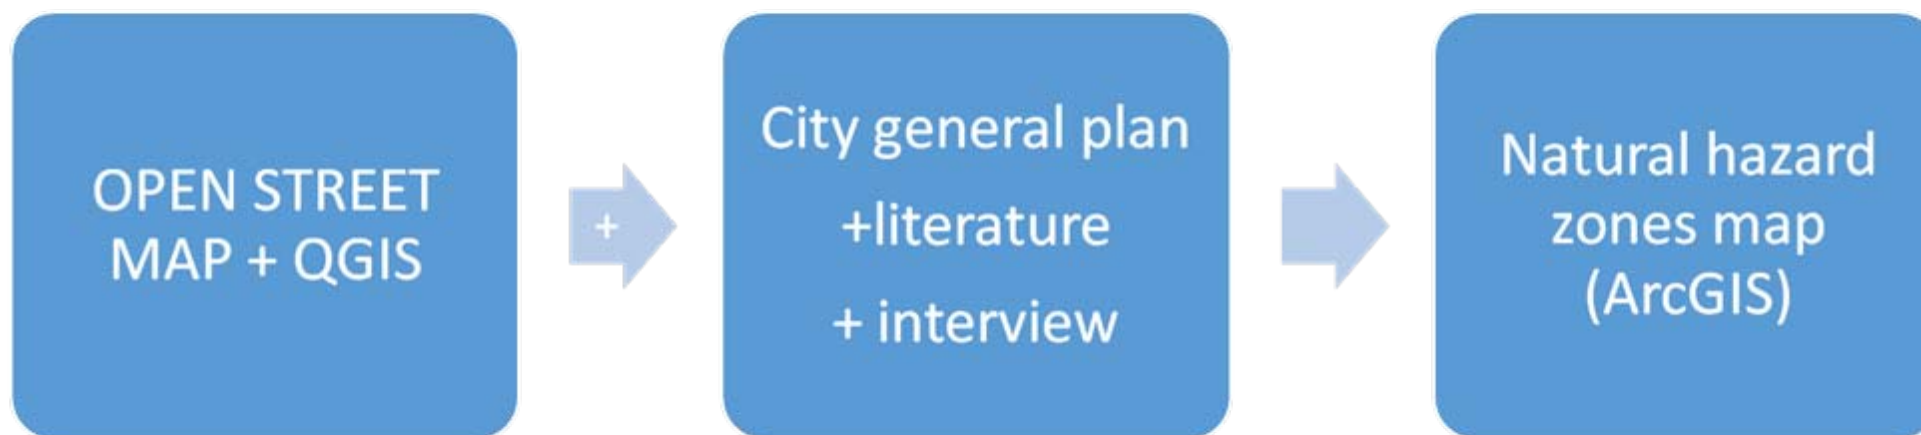 OPEN STREET
MAP + QGIS
+
City general plan
+literature
+ interview
Natural hazard
zones map
(ArcGIS)